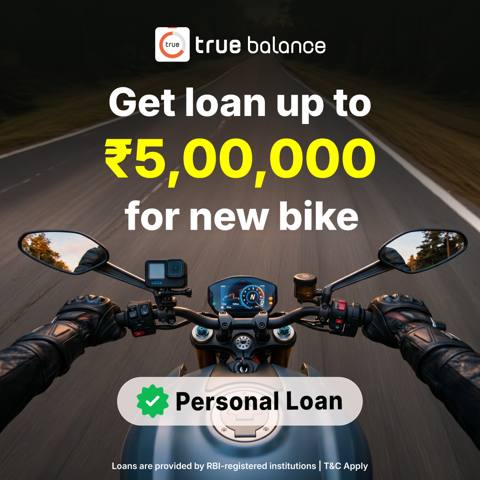 true
true balance
Get loan up to
₹5,00,000
for new bike
Personal Loan
Loans are provided by RBI-registered institutions | T&C Apply